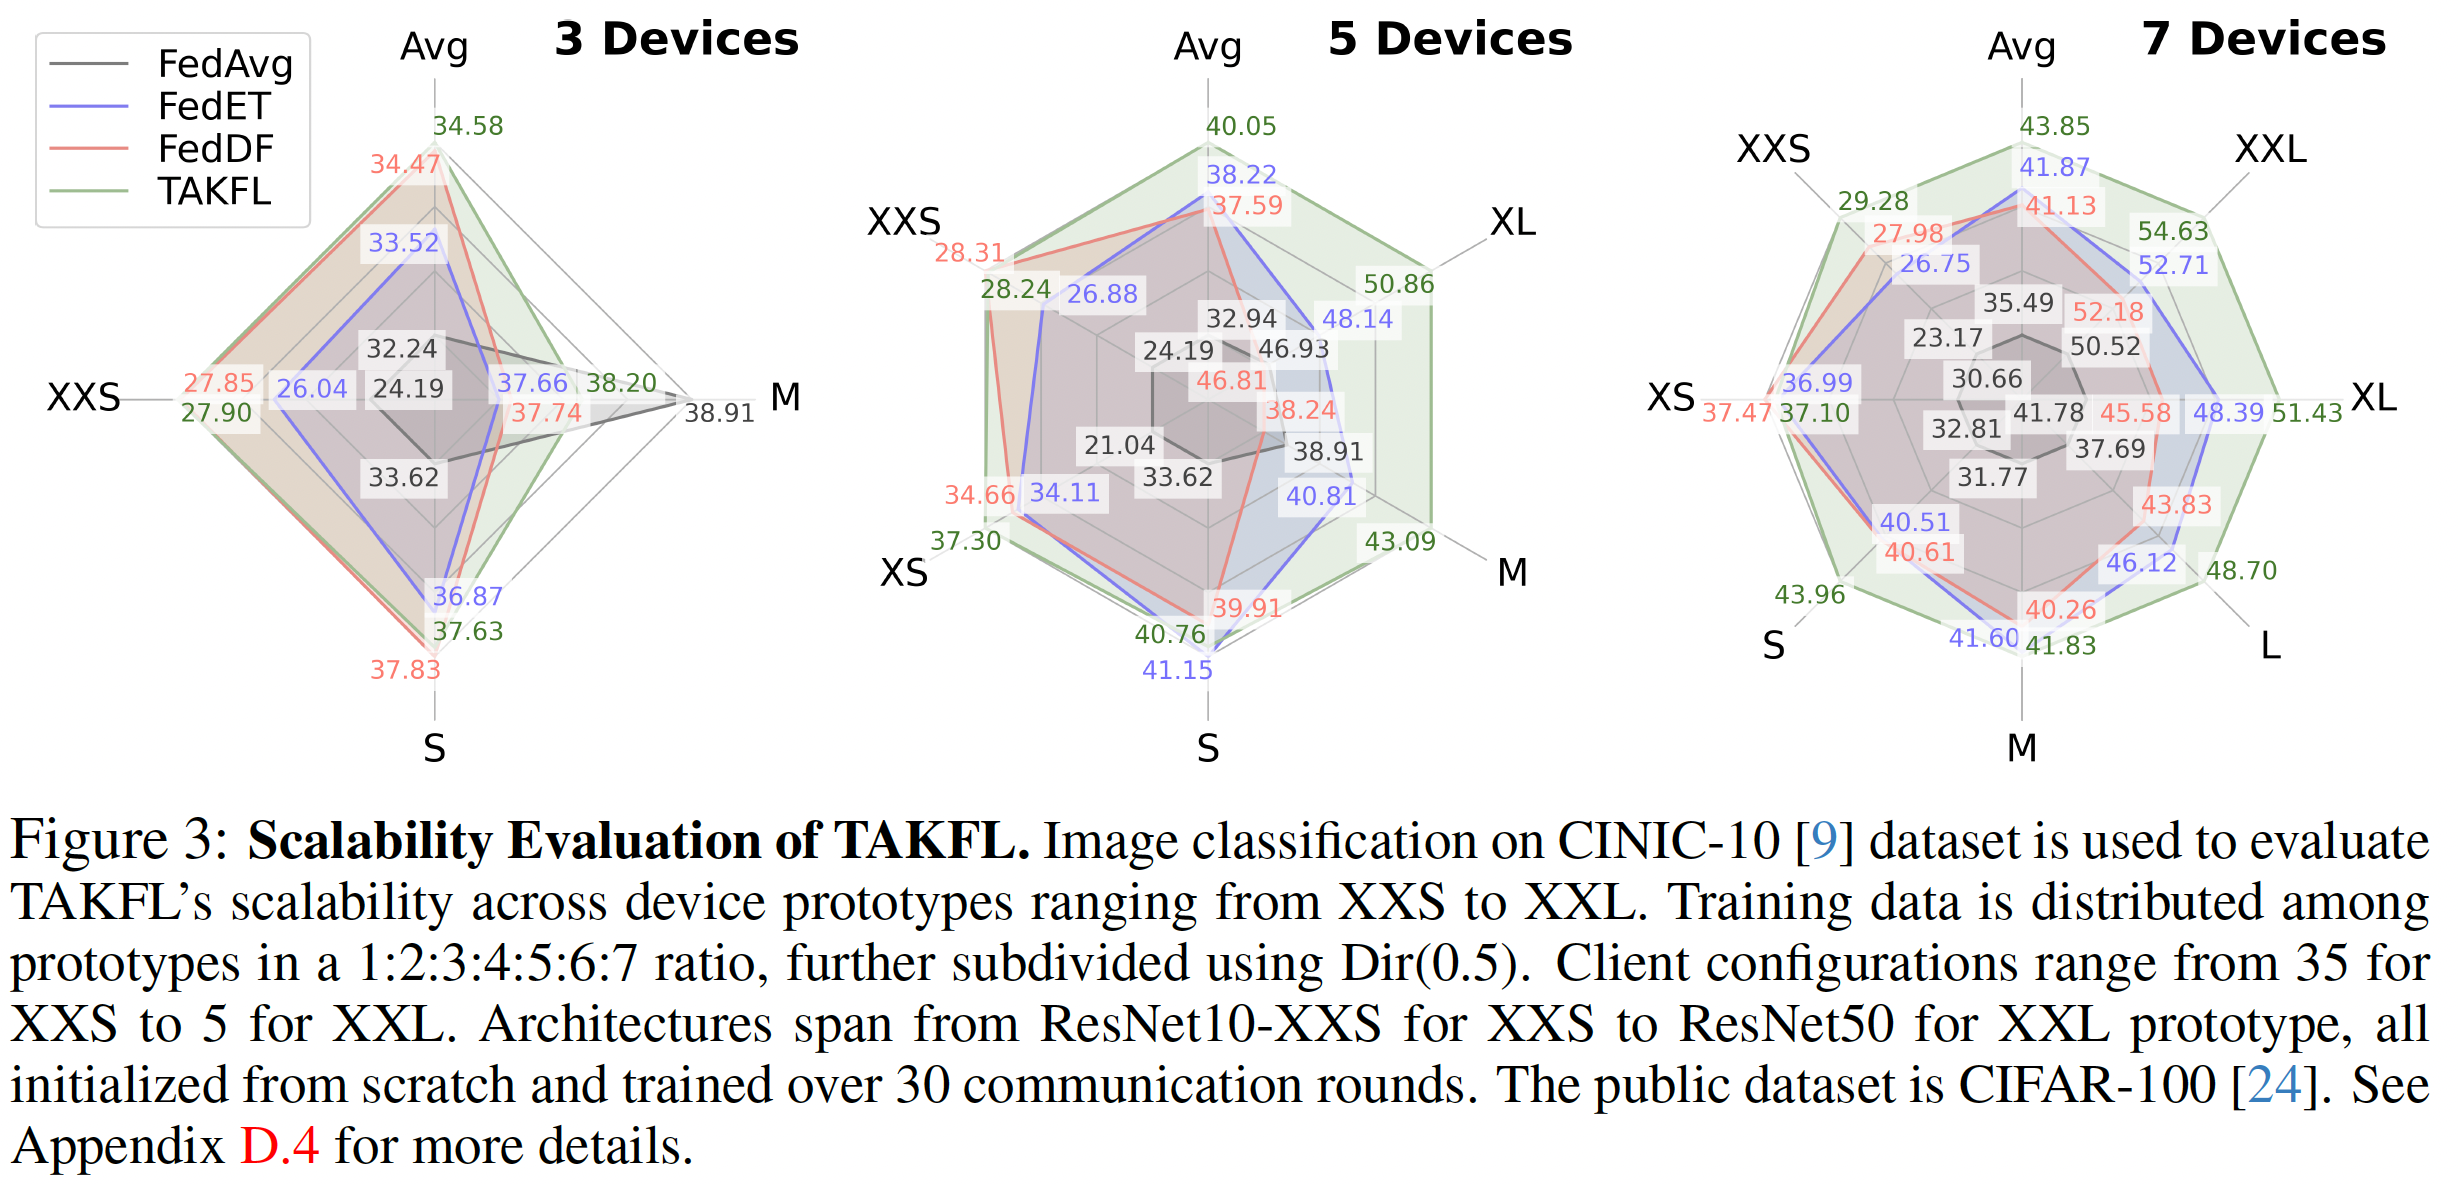 FedAvg
FedET
FedDF
TAKFL
3 Devices
Avg
34.58
34.47
33.52
32.24
XXS
27.85
27.90
26.04
24.19
37.66
37.74
38.20
38.91
M
33.62
36.87
37.63
37.83
S
5 Devices
Avg
40.05
38.22
37.59
32.94
XXS
28.31
28.24
26.88
24.19
XL
50.86
48.14
46.93
46.81
38.24
38.91
40.81
43.09
M
21.04
34.66
34.11
37.30
XS
33.62
39.91
40.76
41.15
S
7 Devices
Avg
43.85
41.87
41.13
35.49
XXS
29.28
27.98
26.75
23.17
XXL
54.63
52.71
52.18
50.52
XS
36.99
37.47
37.10
30.66
41.78
45.58
48.39
51.43
XL
32.81
40.51
40.61
43.96
S
37.69
43.83
46.12
48.70
L
31.77
40.26
41.60
41.83
M
Figure 3: Scalability Evaluation of TAKFL. Image classification on CINIC-10 [9] dataset is used to evaluate
TAKFL's scalability across device prototypes ranging from XXS to XXL. Training data is distributed among
prototypes in a 1:2:3:4:5:6:7 ratio, further subdivided using Dir(0.5). Client configurations range from 35 for
XXS to 5 for XXL. Architectures span from ResNet10-XXS for XXS to ResNet50 for XXL prototype, all
initialized from scratch and trained over 30 communication rounds. The public dataset is CIFAR-100 [24]. See
Appendix D.4 for more details.